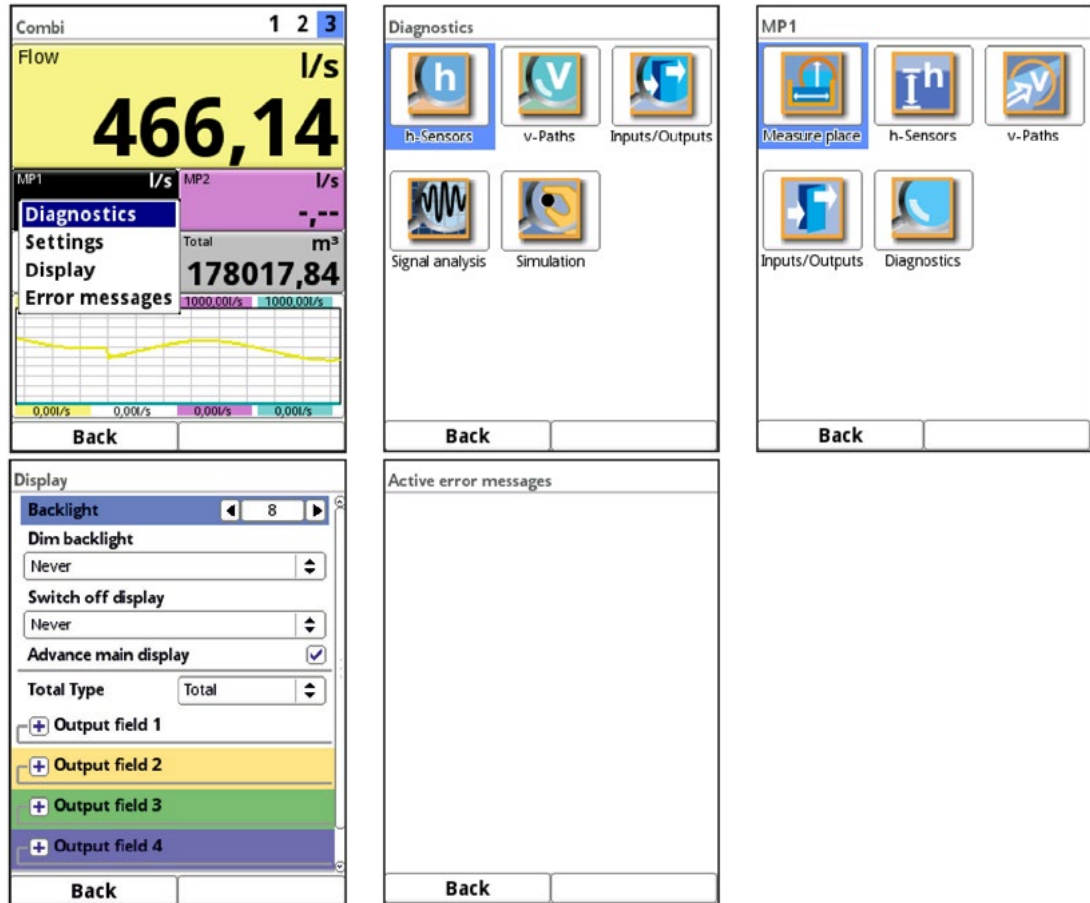 Combi 1 2 3
Flow l/s
466,14
MP1 l/s MP2 l/s
-,--
Diagnostics
Settings
Display
Error messages
Total m³
178017,84
1000,00l/s 1000,00l/s
0,00l/s 0,00l/s 0,00l/s 0,00l/s
Back
Diagnostics
h
V
h-Sensors v-Paths Inputs/Outputs
Signal analysis Simulation
Back
MP1
h
v
Measure place h-Sensors v-Paths
Inputs/Outputs Diagnostics
Back
Display
Backlight 8
Dim backlight
Never
Switch off display
Never
Advance main display
Total Type Total
Output field 1
Output field 2
Output field 3
Output field 4
Back
Active error messages
Back